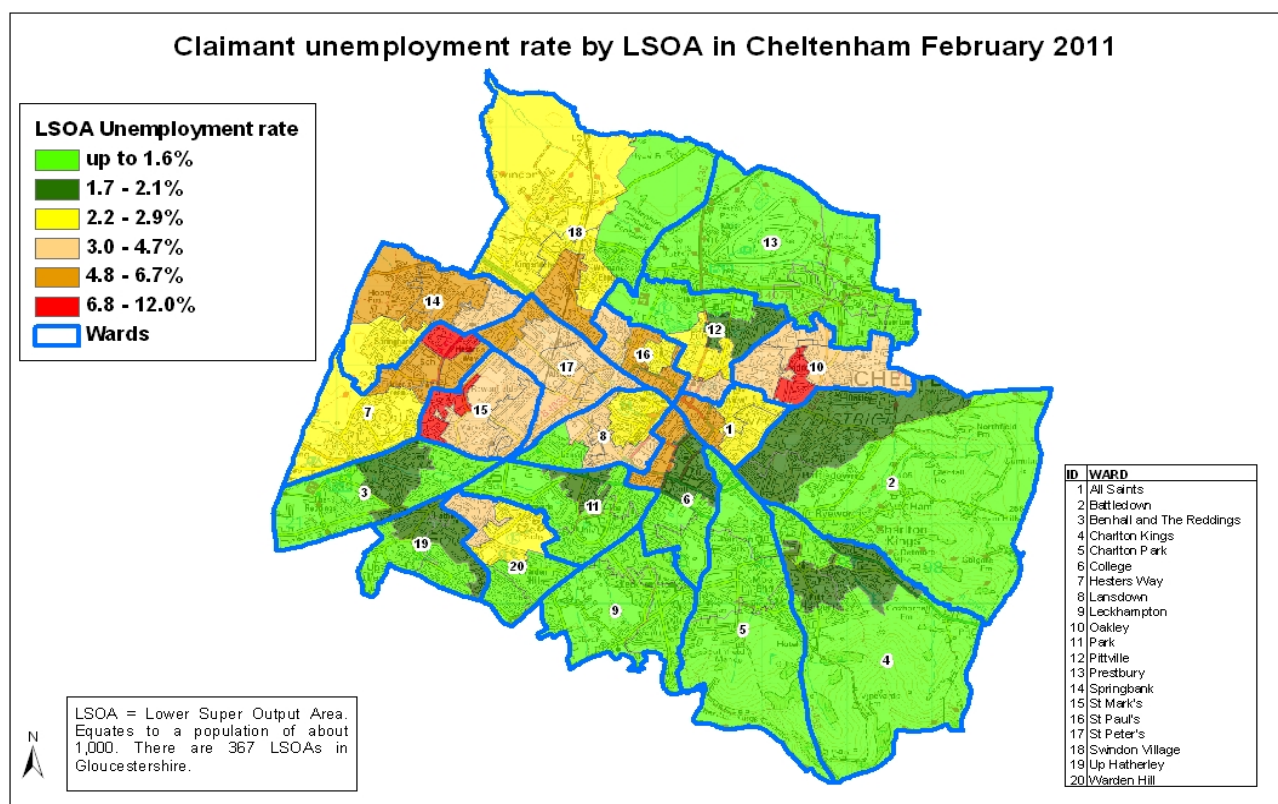 Claimant unemployment rate by LSOA in Cheltenham February 2011
LSOA Unemployment rate
up to 1.6%
1.7 - 2.1%
2.2 - 2.9%
3.0 - 4.7%
4.8 - 6.7%
6.8 - 12.0%
Wards
18
13
14
12
16
17
10
7
15
8
1
2
3
11
6
19
20
9
5
4
CHELTE
ID WARD
1 All Saints
2 Battledown
3 Benhall and The Reddings
4 Charlton Kings
5 Charlton Park
6 College
7 Hesters Way
8 Lansdown
9 Leckhampton
10 Oakley
11 Park
12 Pittville
13 Prestbury
14 Springbank
15 St Mark's
16 St Paul's
17 St Peter's
18 Swindon Village
19 Up Hatherley
20 Warden Hill
LSOA = Lower Super Output Area.
Equates to a population of about
1,000. There are 367 LSOAs in
Gloucestershire.
N